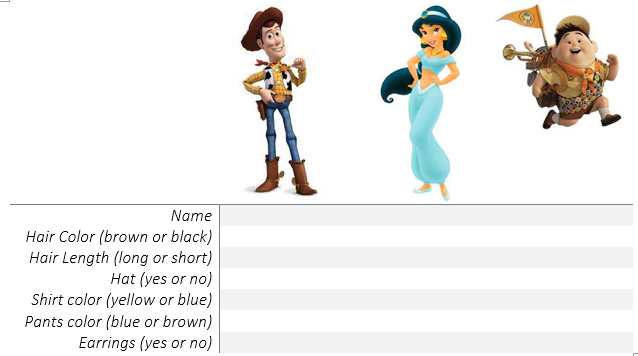 Name
Hair Color (brown or black)
Hair Length (long or short)
Hat (yes or no)
Shirt color (yellow or blue)
Pants color (blue or brown)
Earrings (yes or no)